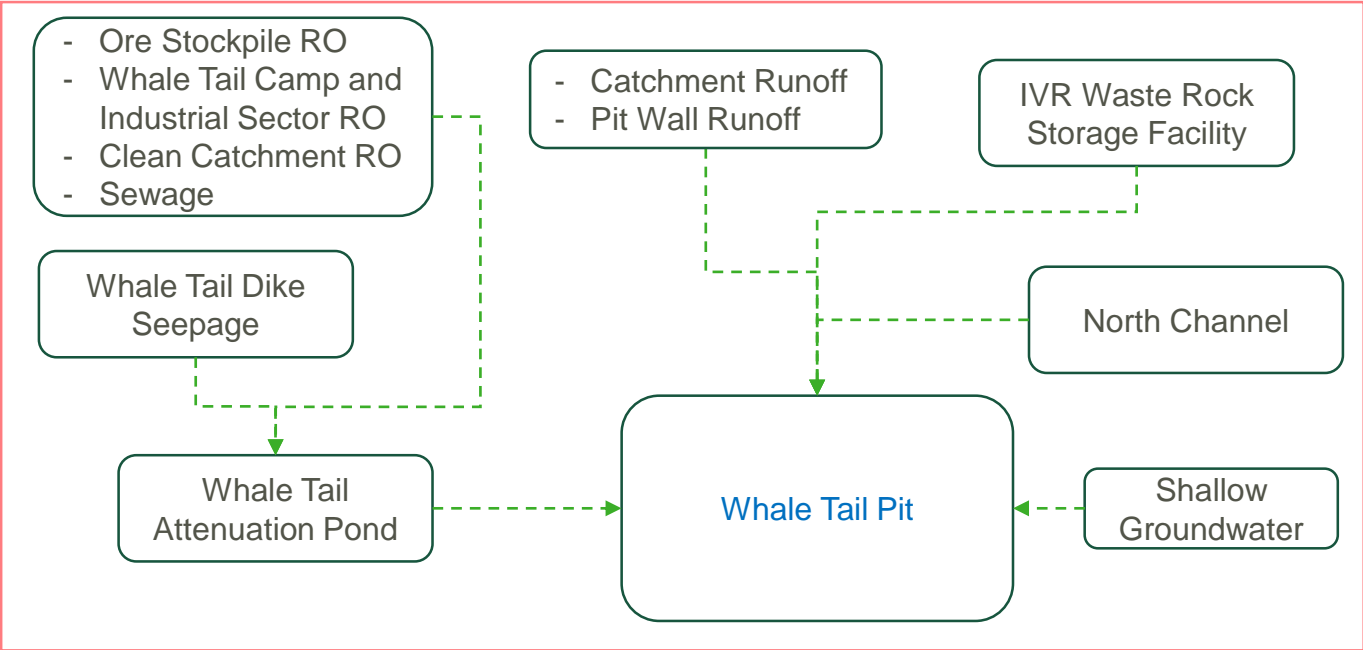 - Ore Stockpile RO
- Whale Tail Camp and
Industrial Sector RO
- Clean Catchment RO
- Sewage
- Catchment Runoff
- Pit Wall Runoff
IVR Waste Rock
Storage Facility
Whale Tail Dike
Seepage
North Channel
Whale Tail
Attenuation Pond
Whale Tail Pit
Shallow
Groundwater